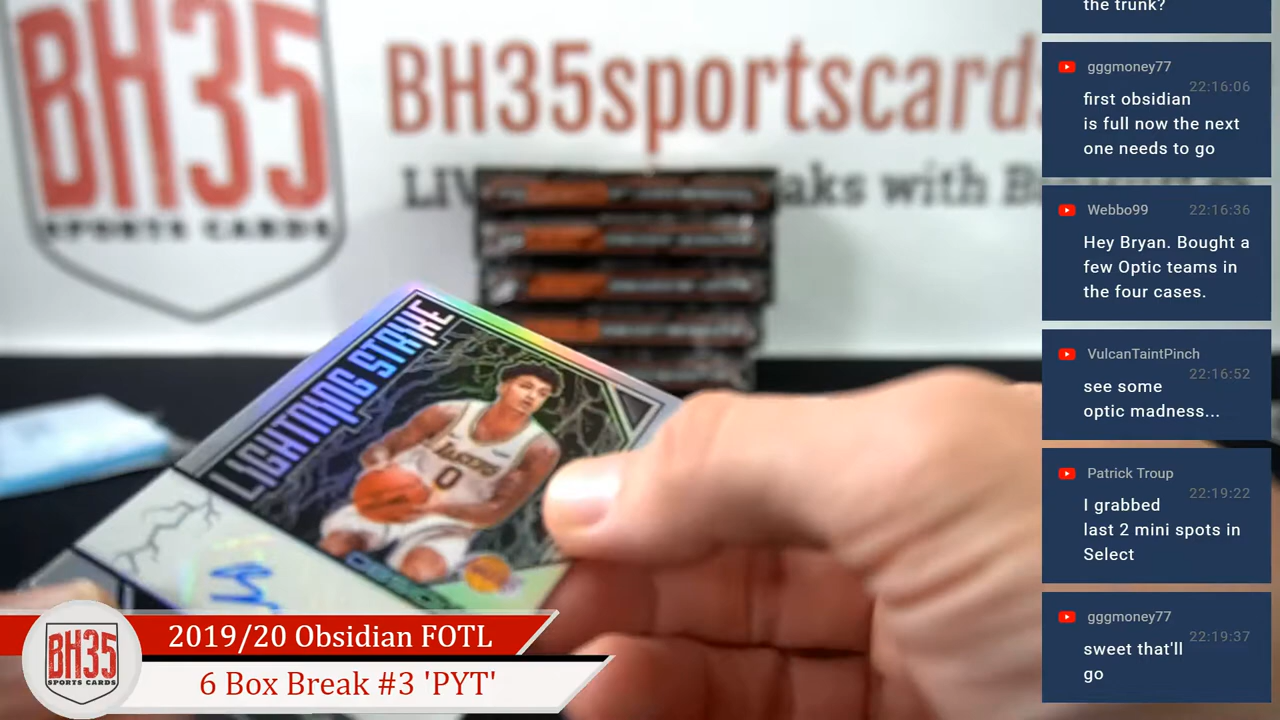 BH35
SPORTS CARDS
BH35sportscard
LIV
aks with B
the trunk?
gggmoney77
22:16:06
first obsidian
is full now the next
one needs to go
Webbo99
22:16:36
Hey Bryan. Bought a
few Optic teams in
the four cases.
VulcanTaintPinch
22:16:52
see some
optic madness...
Patrick Troup
22:19:22
I grabbed
last 2 mini spots in
Select
gggmoney77
22:19:37
sweet that'll
go
LIGHTNING STRIKE
LAKERS
0
BH35
SPORTS CARDS
2019/20 Obsidian FOTL
6 Box Break #3 'PYT'